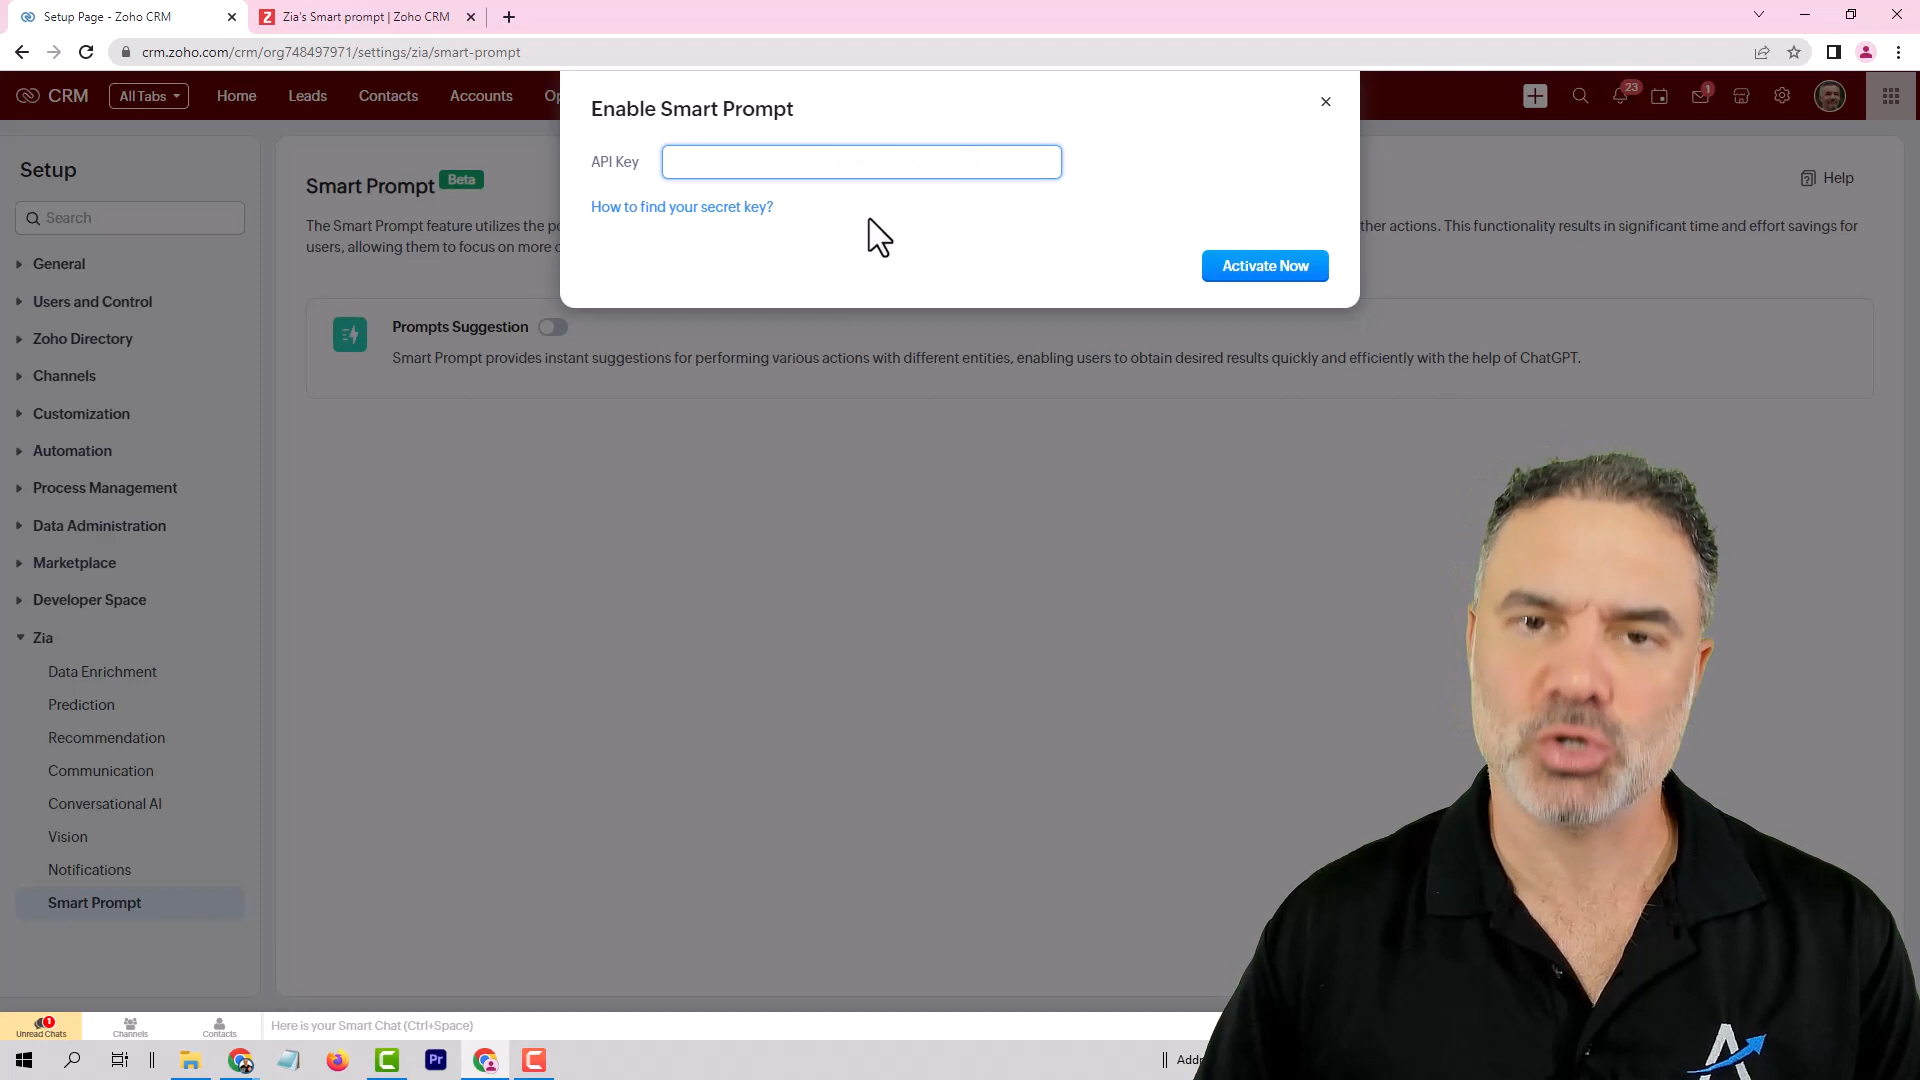 Setup Page - Zoho CRM
Zia's Smart prompt | Zoho CRM
crm.zoho.com/crm/org748497971/settings/zia/smart-prompt
CRM
All Tabs
Home
Leads
Contacts
Accounts
Op
23
1
Enable Smart Prompt
API Key
How to find your secret key?
Activate Now
Setup
Search
General
Users and Control
Zoho Directory
Channels
Customization
Automation
Process Management
Data Administration
Marketplace
Developer Space
Zia
Data Enrichment
Prediction
Recommendation
Communication
Conversational AI
Vision
Notifications
Smart Prompt
Smart Prompt Beta
Help
The Smart Prompt feature utilizes the po
ther actions. This functionality results in significant time and effort savings for
users, allowing them to focus on more c
Prompts Suggestion
Smart Prompt provides instant suggestions for performing various actions with different entities, enabling users to obtain desired results quickly and efficiently with the help of ChatGPT.
1
Unread Chats
Channels
Contacts
Here is your Smart Chat (Ctrl+Space)
Pr
Addr